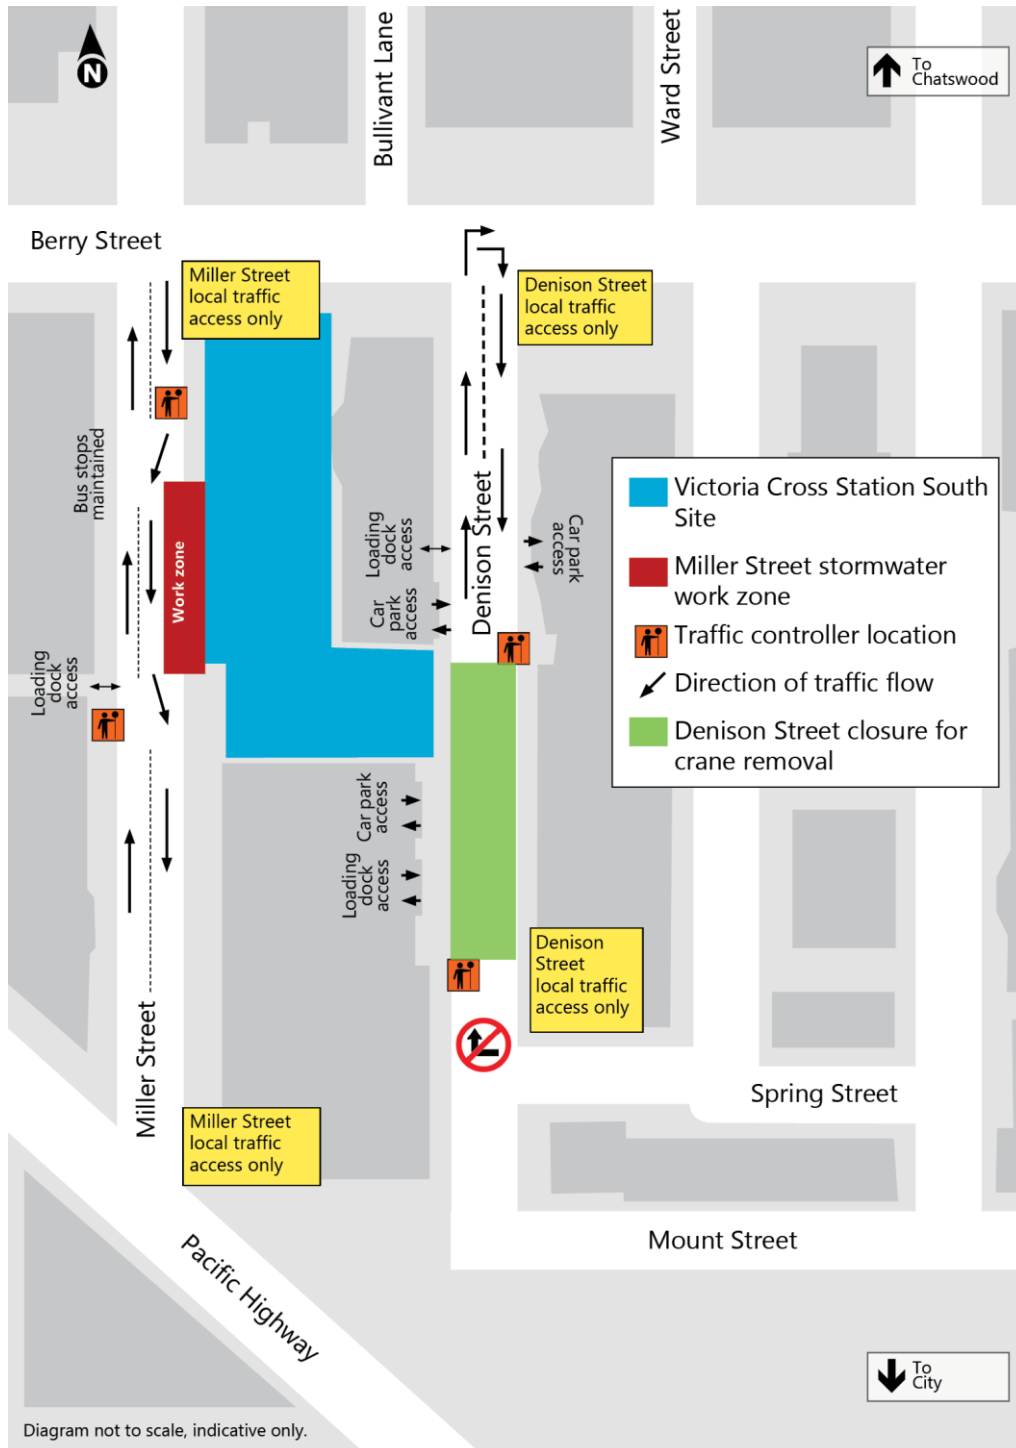 N
Bullivant Lane
Ward Street
To
Chatswood
Berry Street
Miller Street
local traffic
access only
Denison Street
local traffic
access only
Bus stops
maintained
Work zone
Loading
dock
access
Car
park
access
Denison Street
Car park
access
Loading
dock
access
Victoria Cross Station South
Site
Miller Street stormwater
work zone
Traffic controller location
Direction of traffic flow
Denison Street closure for
crane removal
Car park
access
Loading
dock
access
Denison
Street
local traffic
access only
Miller Street
Spring Street
Miller Street
local traffic
access only
Mount Street
Pacific Highway
To
City
Diagram not to scale, indicative only.